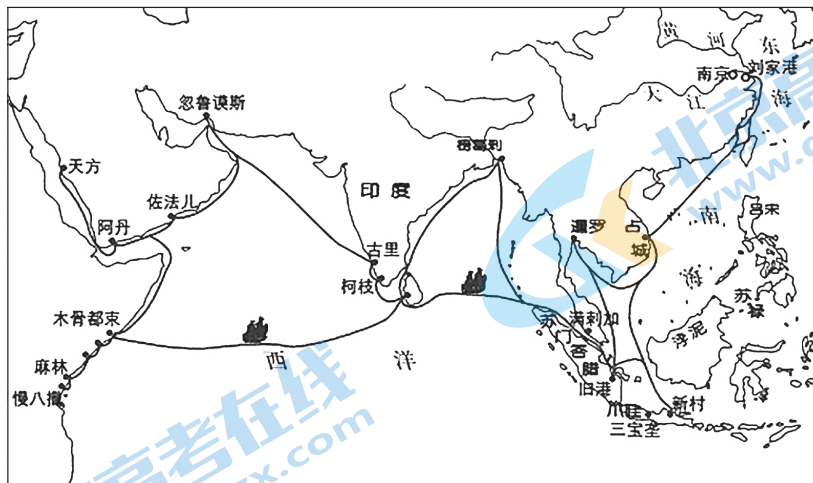 黄河
东海
南京
刘家港
大江
忽鲁谟斯
榜葛剌
天方
印度
佐法儿
阿丹
暹罗
占城
南海
吕宋
古里
柯枝
苏禄
木骨都束
满剌加
苏门答腊
浡泥
麻林
西洋
旧港
慢八撒
爪哇
新村
三宝垄
北京高
www.g
高考在线
x.com